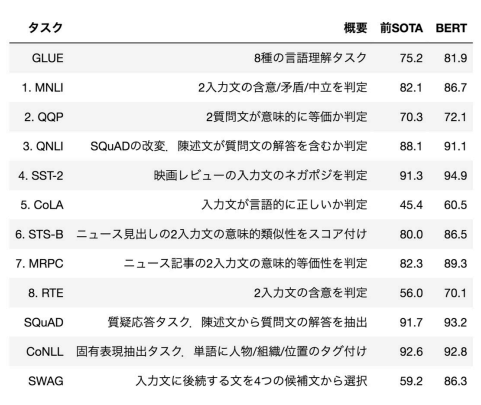 タスク 概要 前SOTA BERT
GLUE 8種の言語理解タスク 75.2 81.9
1. MNLI 2入力文の含意/矛盾/中立を判定 82.1 86.7
2. QQP 2質問文が意味的に等価か判定 70.3 72.1
3. QNLI SQuADの改変．陳述文が質問文の解答を含むか判定 88.1 91.1
4. SST-2 映画レビューの入力文のネガポジを判定 91.3 94.9
5. CoLA 入力文が言語的に正しいか判定 45.4 60.5
6. STS-B ニュース見出しの2入力文の意味的類似性をスコア付け 80.0 86.5
7. MRPC ニュース記事の2入力文の意味的等価性を判定 82.3 89.3
8. RTE 2入力文の含意を判定 56.0 70.1
SQuAD 質疑応答タスク．陳述文から質問文の解答を抽出 91.7 93.2
CoNLL 固有表現抽出タスク．単語に人物/組織/位置のタグ付け 92.6 92.8
SWAG 入力文に後続する文を4つの候補文から選択 59.2 86.3